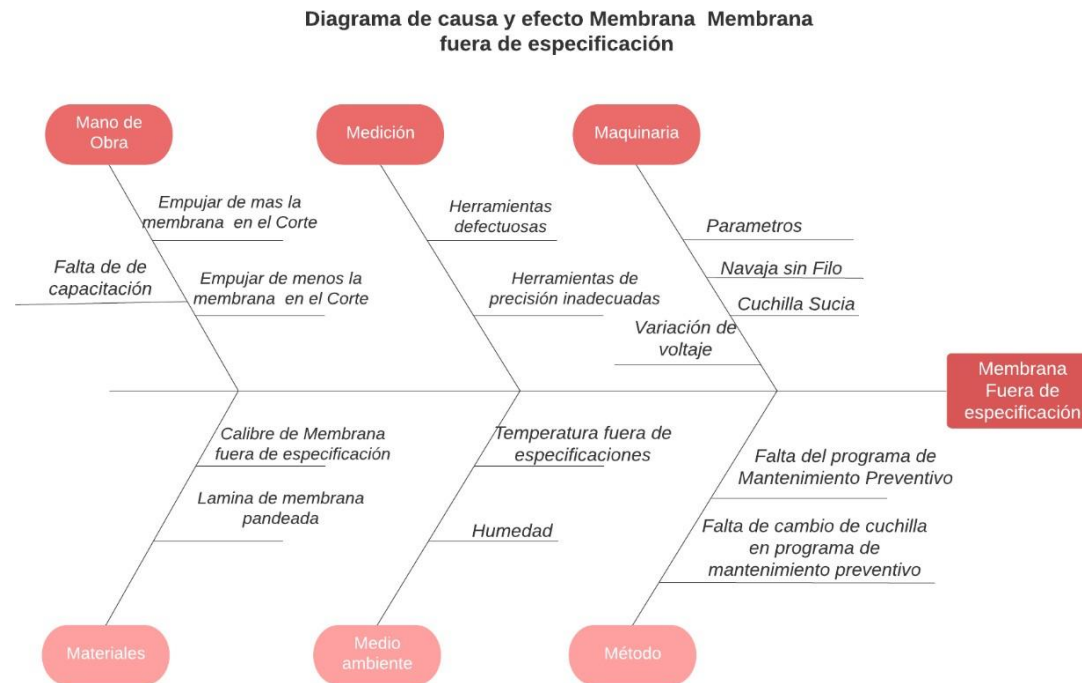 Diagrama de causa y efecto Membrana Membrana
fuera de especificación
Mano de
Obra
Medición
Maquinaria
Empujar de mas la
membrana en el Corte
Falta de de
capacitación
Empujar de menos la
membrana en el Corte
Herramientas
defectuosas
Herramientas de
precisión inadecuadas
Parametros
Navaja sin Filo
Cuchilla Sucia
Variación de
voltaje
Membrana
Fuera de
especificación
Calibre de Membrana
fuera de especificación
Lamina de membrana
pandeada
Temperatura fuera de
especificaciones
Humedad
Falta del programa de
Mantenimiento Preventivo
Falta de cambio de cuchilla
en programa de
mantenimiento preventivo
Materiales
Medio
ambiente
Método